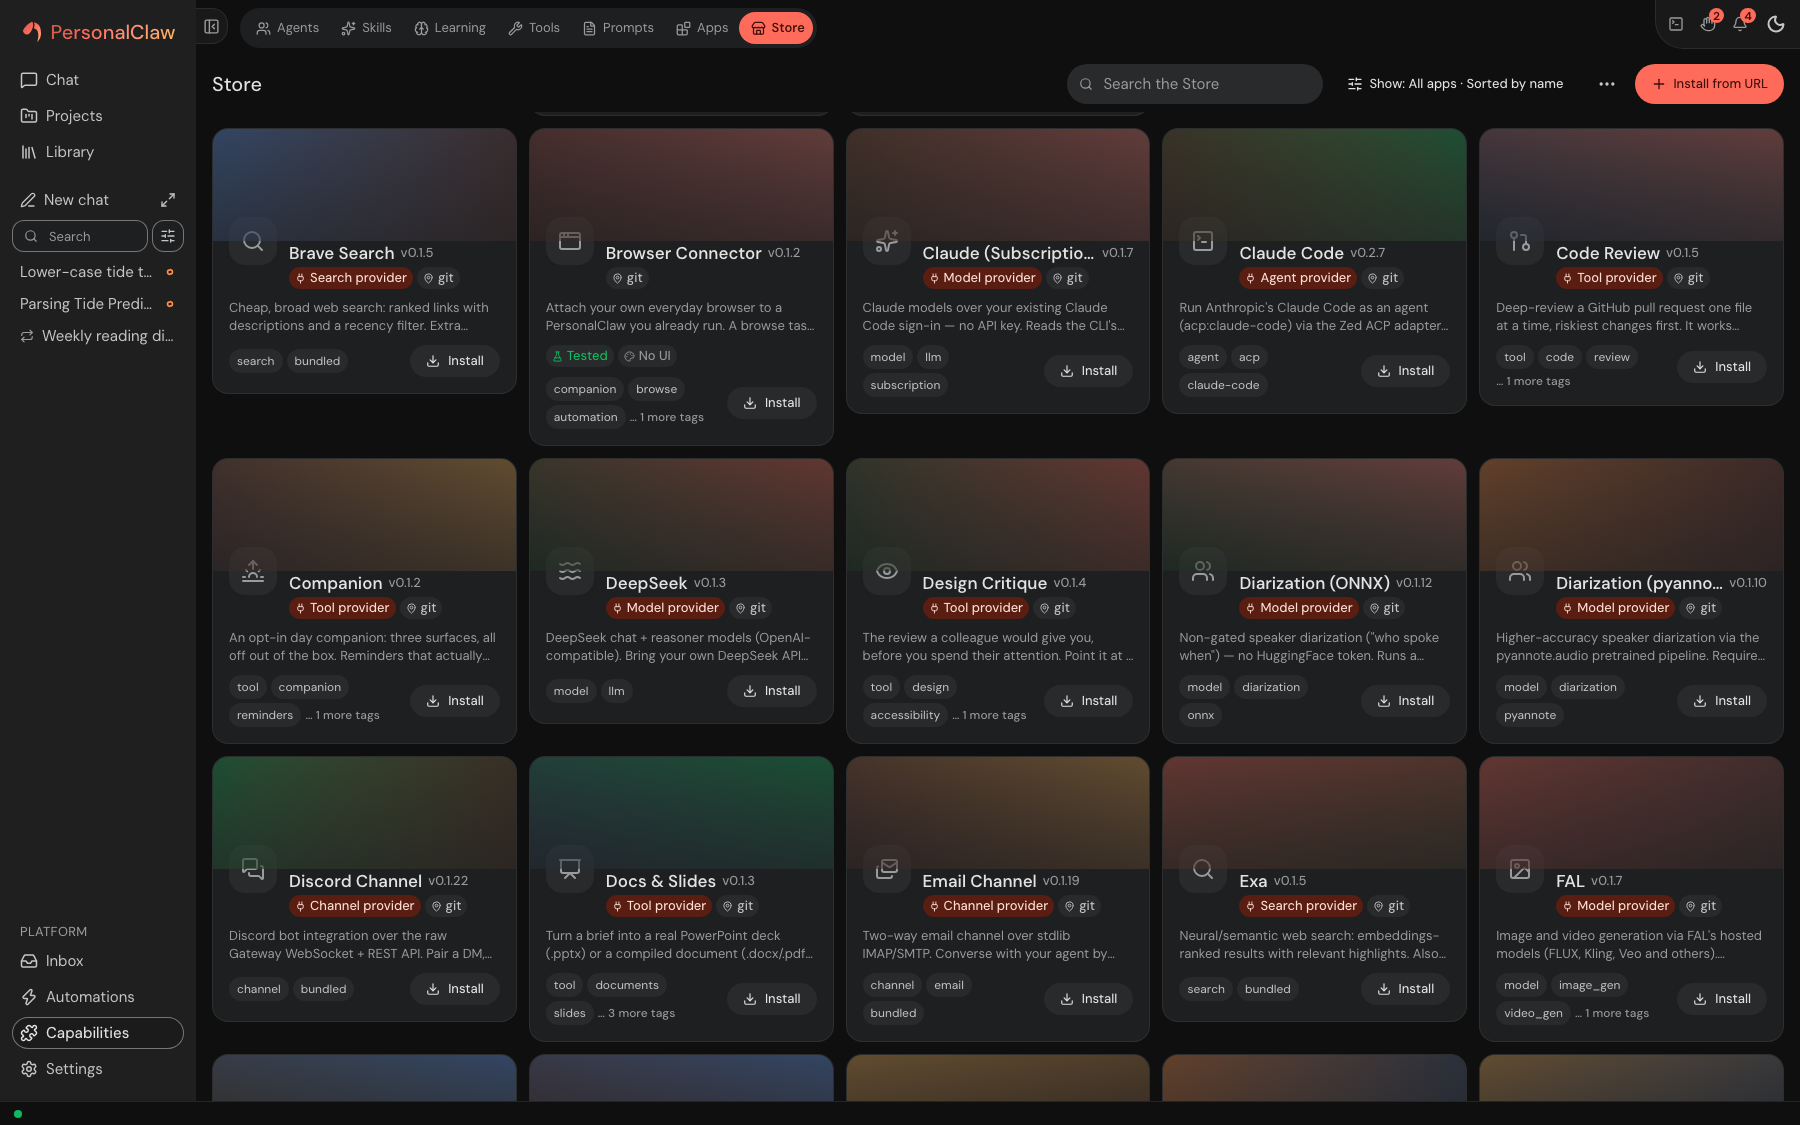 PersonalClaw
Agents
Skills
Learning
Tools
Prompts
Apps
Store
2
4
Chat
Projects
Library
New chat
Search
Lower-case tide t...
Parsing Tide Predi...
Weekly reading di...
PLATFORM
Inbox
Automations
Capabilities
Settings
Store
Search the Store
Show: All apps · Sorted by name
Install from URL
Brave Search v0.1.5
Search provider git
Cheap, broad web search: ranked links with
descriptions and a recency filter. Extra...
search bundled
Install
Browser Connector v0.1.2
git
Attach your own everyday browser to a
PersonalClaw you already run. A browse tas...
Tested No UI
companion browse
automation ... 1 more tags
Install
Claude (Subscriptio... v0.1.7
Model provider git
Claude models over your existing Claude
Code sign-in — no API key. Reads the CLI's...
model llm
subscription
Install
Claude Code v0.2.7
Agent provider git
Run Anthropic's Claude Code as an agent
(acp:claude-code) via the Zed ACP adapter...
agent acp
claude-code
Install
Code Review v0.1.5
Tool provider git
Deep-review a GitHub pull request one file
at a time, riskiest changes first. It works...
tool code review
... 1 more tags
Install
Companion v0.1.2
Tool provider git
An opt-in day companion: three surfaces, all
off out of the box. Reminders that actually...
tool companion
reminders ... 1 more tags
Install
DeepSeek v0.1.3
Model provider git
DeepSeek chat + reasoner models (OpenAI-
compatible). Bring your own DeepSeek API...
model llm
Install
Design Critique v0.1.4
Tool provider git
The review a colleague would give you,
before you spend their attention. Point it at ...
tool design
accessibility ... 1 more tags
Install
Diarization (ONNX) v0.1.12
Model provider git
Non-gated speaker diarization ("who spoke
when") — no HuggingFace token. Runs a...
model diarization
onnx
Install
Diarization (pyanno... v0.1.10
Model provider git
Higher-accuracy speaker diarization via the
pyannote.audio pretrained pipeline. Require...
model diarization
pyannote
Install
Discord Channel v0.1.22
Channel provider git
Discord bot integration over the raw
Gateway WebSocket + REST API. Pair a DM,...
channel bundled
Install
Docs & Slides v0.1.3
Tool provider git
Turn a brief into a real PowerPoint deck
(.pptx) or a compiled document (.docx/.pdf...
tool documents
slides ... 3 more tags
Install
Email Channel v0.1.19
Channel provider git
Two-way email channel over stdlib
IMAP/SMTP. Converse with your agent by...
channel email
bundled
Install
Exa v0.1.5
Search provider git
Neural/semantic web search: embeddings-
ranked results with relevant highlights. Also...
search bundled
Install
FAL v0.1.7
Model provider git
Image and video generation via FAL's hosted
models (FLUX, Kling, Veo and others)....
model image_gen
video_gen ... 1 more tags
Install